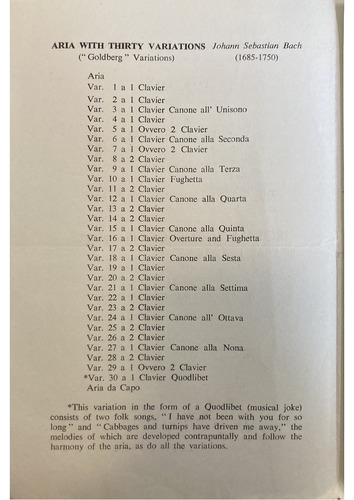 ARIA WITH THIRTY VARIATIONS Johann Sebastian Bach
(" Goldberg " Variations) (1685-1750)
Aria
Var. 1 a 1 Clavier
Var. 2 a 1 Clavier
Var. 3 a 1 Clavier Canone all' Unisono
Var. 4 a 1 Clavier
Var. 5 a 1 Ovvero 2 Clavier
Var. 6 a 1 Clavier Canone alla Seconda
Var. 7 a 1 Ovvero 2 Clavier
Var. 8 a 2 Clavier
Var. 9 a 1 Clavier Canone alla Terza
Var. 10 a 1 Clavier Fughetta
Var. 11 a 2 Clavier
Var. 12 a 1 Clavier Canone alla Quarta
Var. 13 a 2 Clavier
Var. 14 a 2 Clavier
Var. 15 a 1 Clavier Canone alla Quinta
Var. 16 a 1 Clavier Overture and Fughetta
Var. 17 a 2 Clavier
Var. 18 a 1 Clavier Canone alla Sesta
Var. 19 a 1 Clavier
Var. 20 a 2 Clavier
Var. 21 a 1 Clavier Canone alla Settima
Var. 22 a 1 Clavier
Var. 23 a 2 Clavier
Var. 24 a 1 Clavier Canone all' Ottava
Var. 25 a 2 Clavier
Var. 26 a 2 Clavier
Var. 27 a 1 Clavier Canone alla Nona
Var. 28 a 2 Clavier
Var. 29 a 1 Ovvero 2 Clavier
*Var. 30 a 1 Clavier Quodlibet
Aria da Capo
*This variation in the form of a Quodlibet (musical joke)
consists of two folk songs, " I have not been with you for so
long " and " Cabbages and turnips have driven me away," the
melodies of which are developed contrapuntally and follow the
harmony of the aria, as do all the variations.